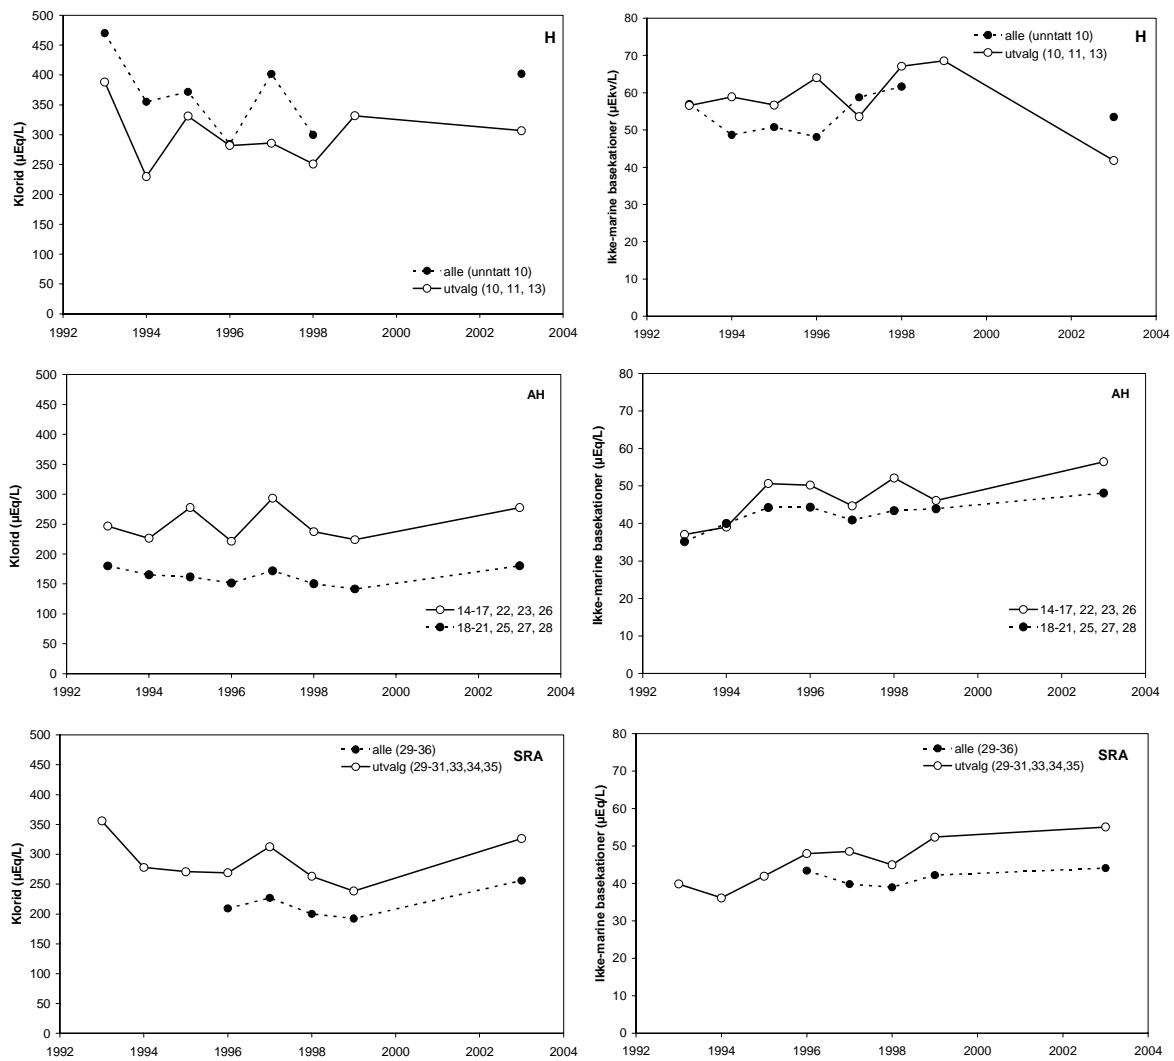 H
Klorid (µEq/L)
500
450
400
350
300
250
200
150
100
50
0
1992 1994 1996 1998 2000 2002 2004
alle (unntatt 10)
utvalg (10, 11, 13)
H
Ikke-marine basekationer (µEkv/L)
80
70
60
50
40
30
20
10
0
1992 1994 1996 1998 2000 2002 2004
alle (unntatt 10)
utvalg (10, 11, 13)
AH
Klorid (µEq/L)
500
450
400
350
300
250
200
150
100
50
0
1992 1994 1996 1998 2000 2002 2004
14-17, 22, 23, 26
18-21, 25, 27, 28
AH
Ikke-marine basekationer (µEq/L)
80
70
60
50
40
30
20
10
0
1992 1994 1996 1998 2000 2002 2004
14-17, 22, 23, 26
18-21, 25, 27, 28
SRA
Klorid (µEq/L)
500
450
400
350
300
250
200
150
100
50
0
1992 1994 1996 1998 2000 2002 2004
alle (29-36)
utvalg (29-31,33,34,35)
SRA
Ikke-marine basekationer (µEq/L)
80
70
60
50
40
30
20
10
0
1992 1994 1996 1998 2000 2002 2004
alle (29-36)
utvalg (29-31,33,34,35)